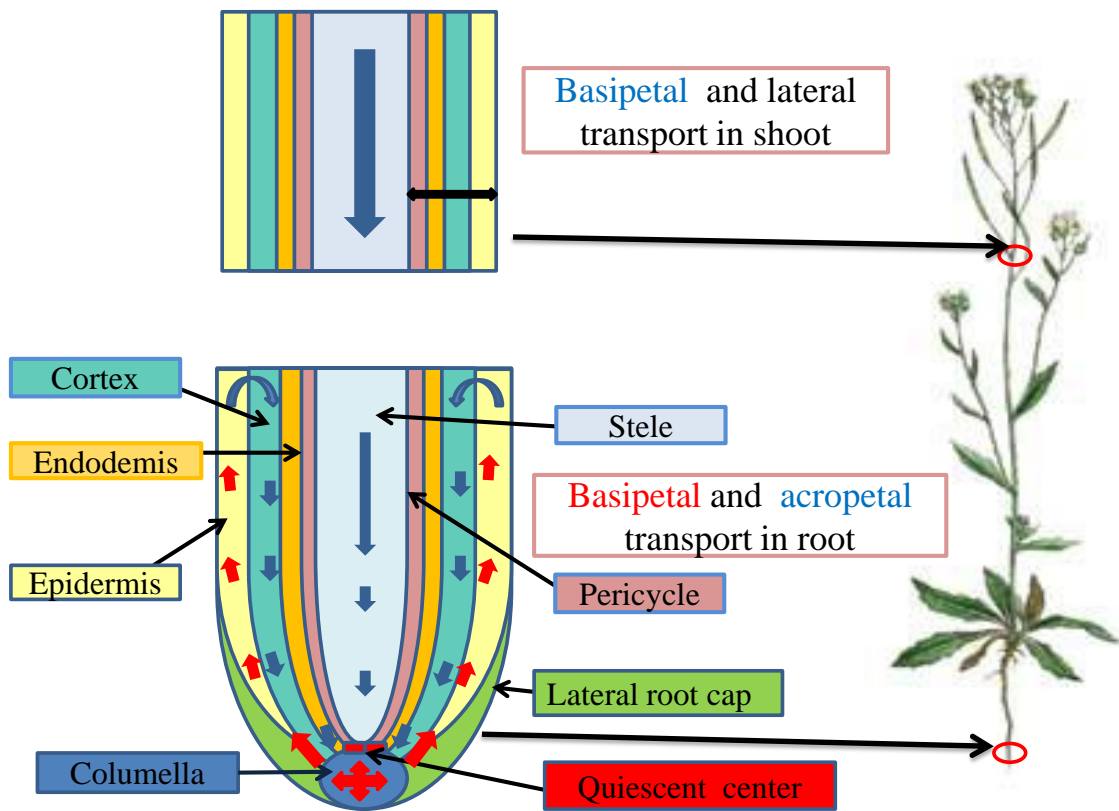 Basipetal and lateral
transport in shoot
Cortex
Stele
Endodemis
Basipetal and acropetal
transport in root
Epidermis
Pericycle
Lateral root cap
Columella
Quiescent center